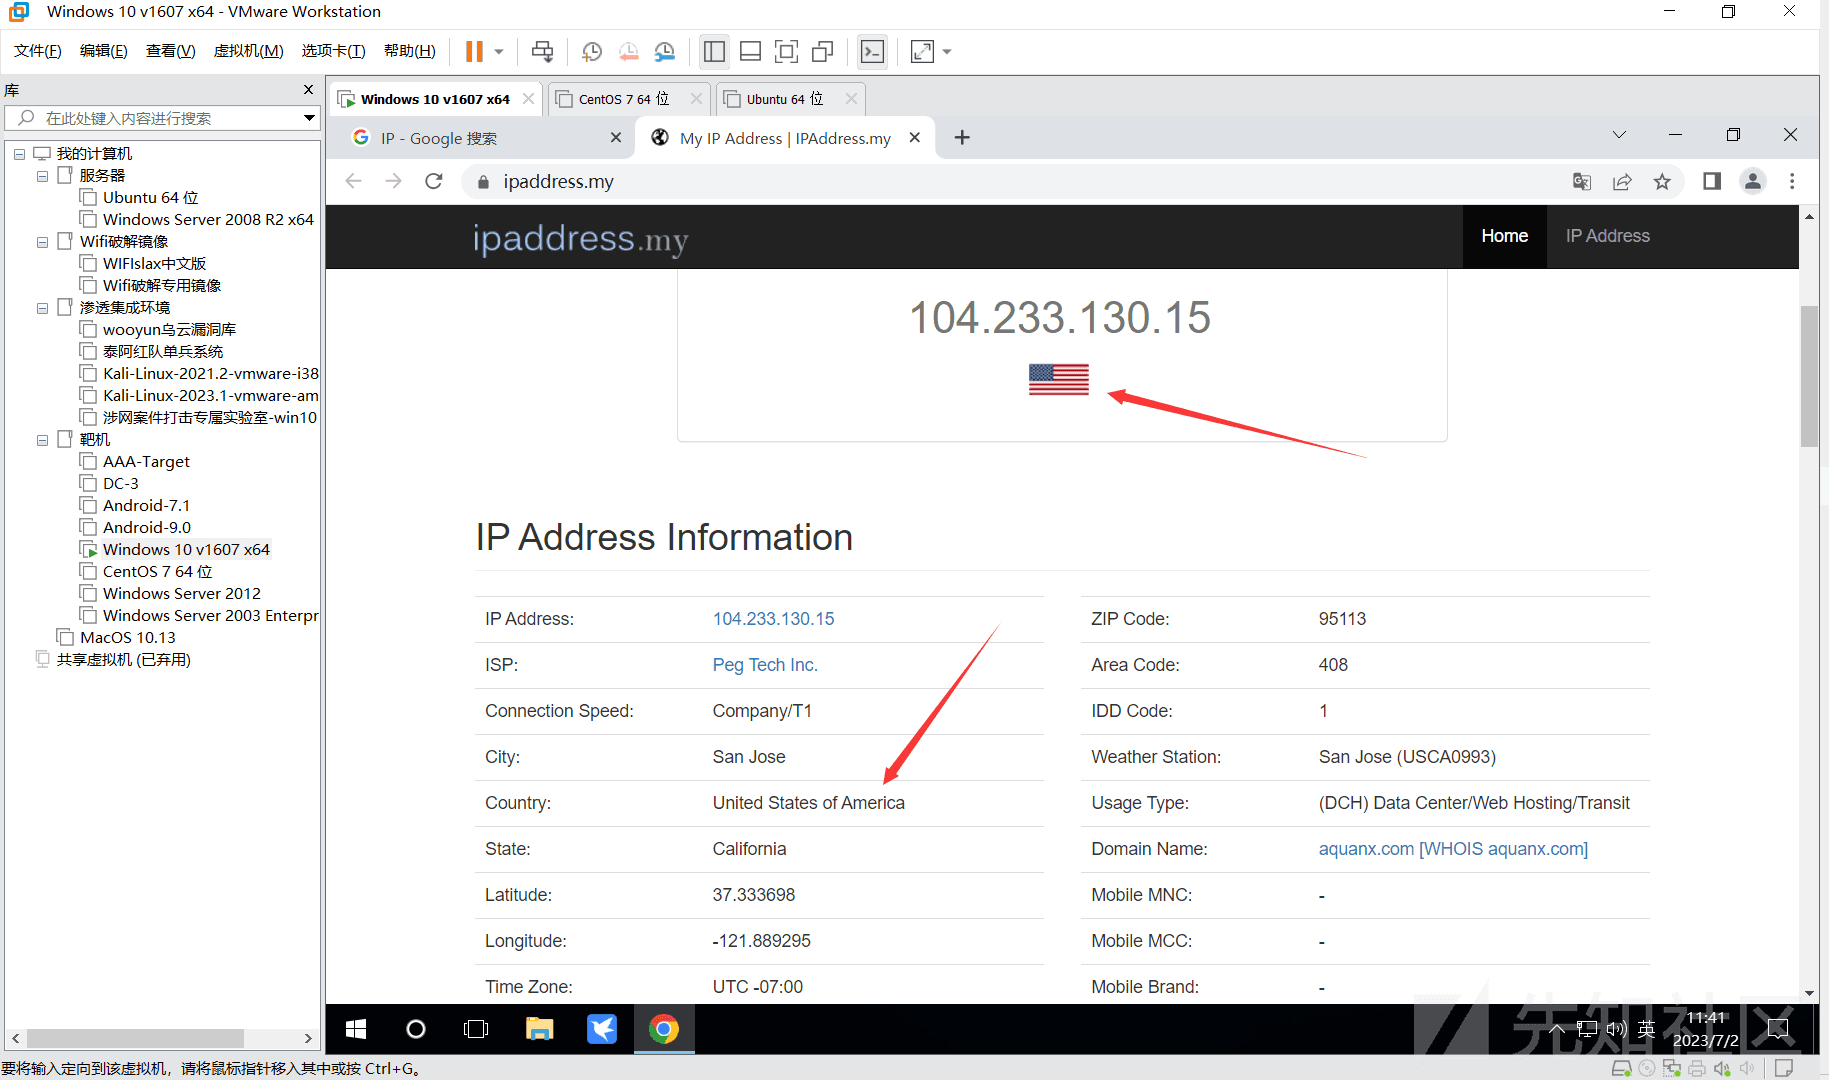 Windows 10 v1607 x64 - VMware Workstation
文件(F) 编辑(E) 查看(V) 虚拟机(M) 选项卡(T) 帮助(H)
库
在此处键入内容进行搜索
我的计算机
服务器
Ubuntu 64 位
Windows Server 2008 R2 x64
Wifi破解镜像
WIFIslax中文版
Wifi破解专用镜像
渗透集成环境
wooyun乌云漏洞库
泰阿红队单兵系统
Kali-Linux-2021.2-vmware-i38
Kali-Linux-2023.1-vmware-am
涉网案件打击专属实验室-win10
靶机
AAA-Target
DC-3
Android-7.1
Android-9.0
Windows 10 v1607 x64
CentOS 7 64 位
Windows Server 2012
Windows Server 2003 Enterpr
MacOS 10.13
共享虚拟机 (已弃用)
Windows 10 v1607 x64 CentOS 7 64 位 Ubuntu 64 位
IP - Google 搜索 My IP Address | IPAddress.my
ipaddress.my
ipaddress.my Home IP Address
104.233.130.15
IP Address Information
IP Address: 104.233.130.15
ISP: Peg Tech Inc.
Connection Speed: Company/T1
City: San Jose
Country: United States of America
State: California
Latitude: 37.333698
Longitude: -121.889295
Time Zone: UTC -07:00
ZIP Code: 95113
Area Code: 408
IDD Code: 1
Weather Station: San Jose (USCA0993)
Usage Type: (DCH) Data Center/Web Hosting/Transit
Domain Name: aquanx.com [WHOIS aquanx.com]
Mobile MNC: -
Mobile MCC: -
Mobile Brand: -
英 11:41
2023/7/2
先知社区
要将输入定向到该虚拟机，请将鼠标指针移入其中或按 Ctrl+G。